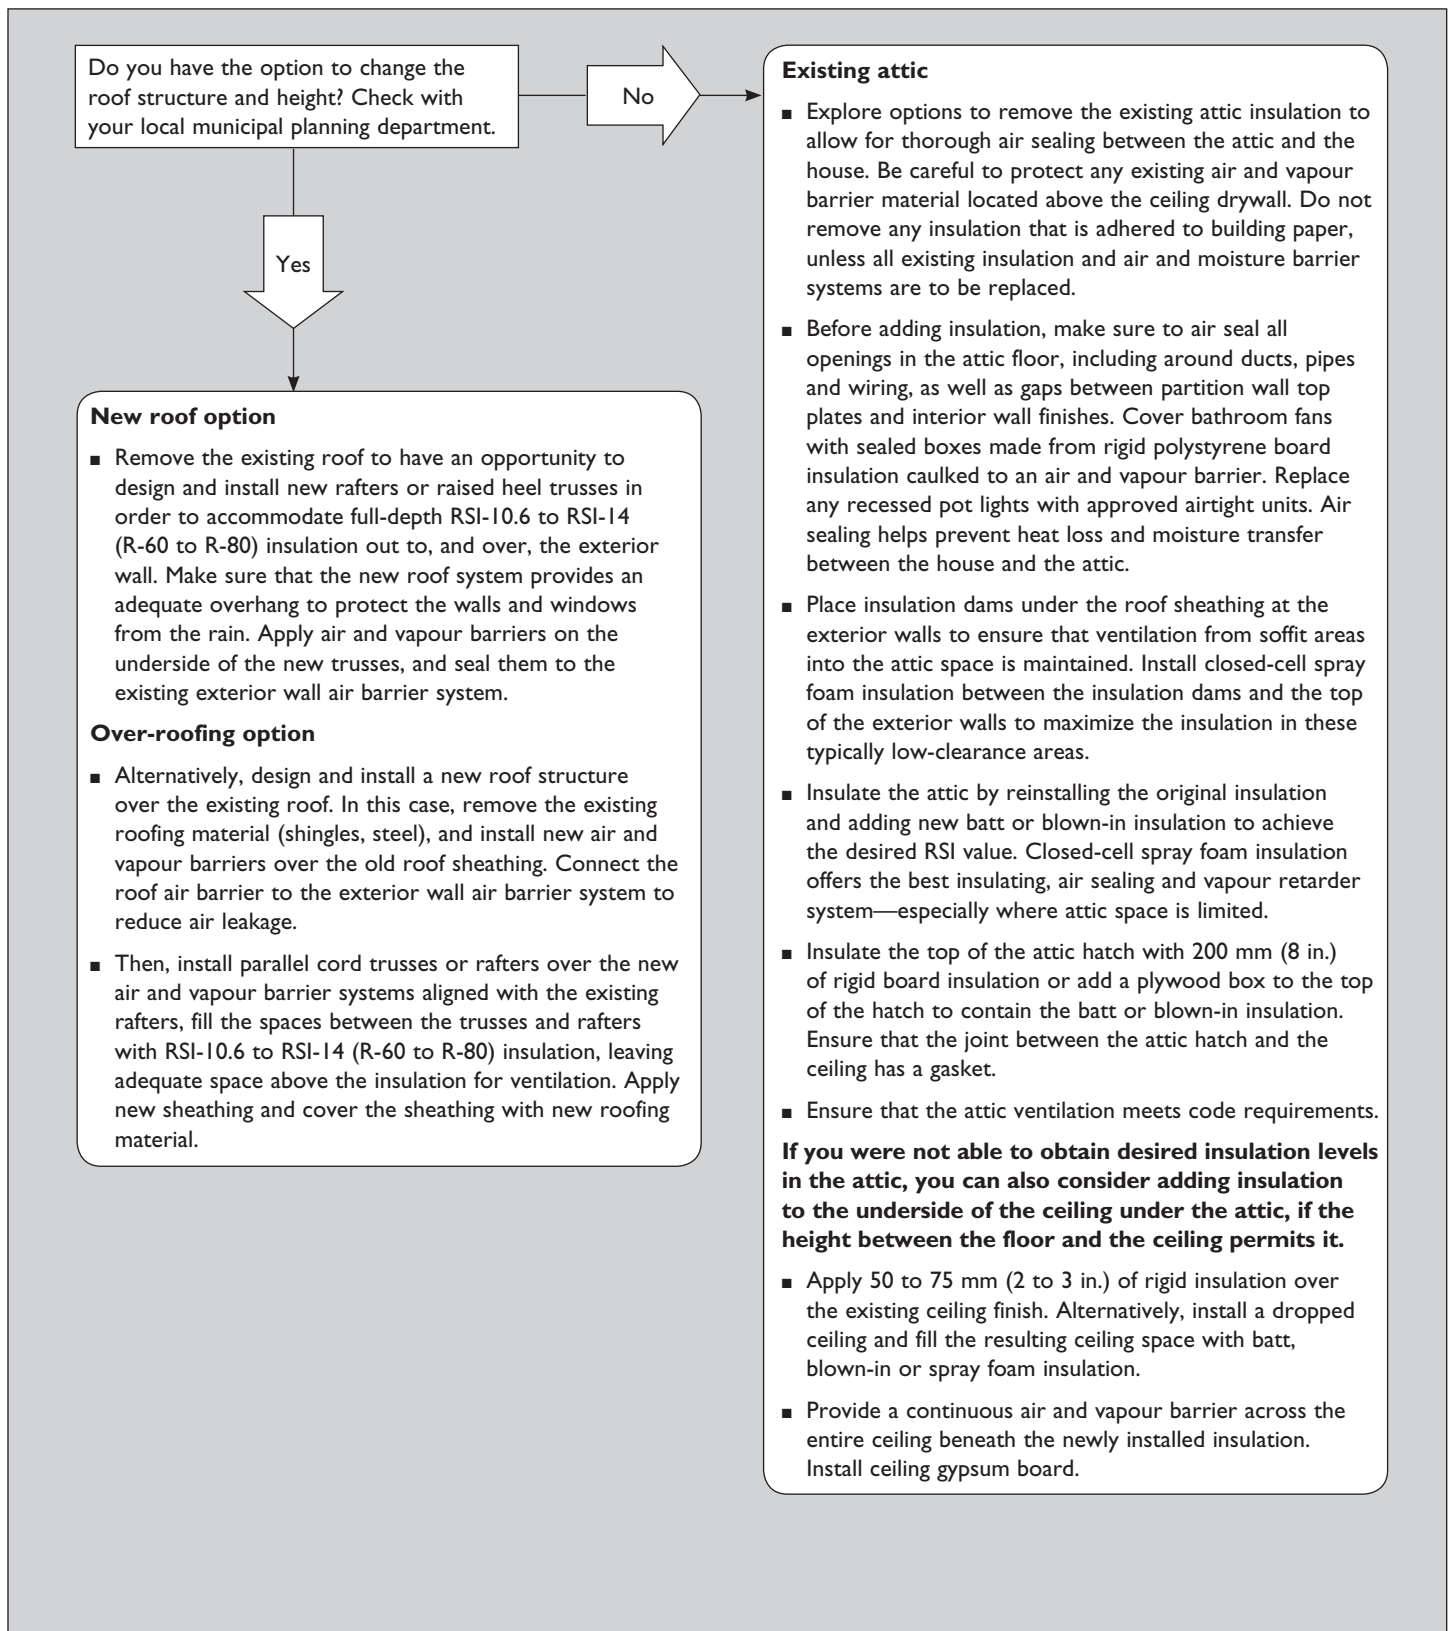 Do you have the option to change the
roof structure and height? Check with
your local municipal planning department.
No
Yes
New roof option
■ Remove the existing roof to have an opportunity to
design and install new rafters or raised heel trusses in
order to accommodate full-depth RSI-10.6 to RSI-14
(R-60 to R-80) insulation out to, and over, the exterior
wall. Make sure that the new roof system provides an
adequate overhang to protect the walls and windows
from the rain. Apply air and vapour barriers on the
underside of the new trusses, and seal them to the
existing exterior wall air barrier system.
Over-roofing option
■ Alternatively, design and install a new roof structure
over the existing roof. In this case, remove the existing
roofing material (shingles, steel), and install new air and
vapour barriers over the old roof sheathing. Connect the
roof air barrier to the exterior wall air barrier system to
reduce air leakage.
■ Then, install parallel cord trusses or rafters over the new
air and vapour barrier systems aligned with the existing
rafters, fill the spaces between the trusses and rafters
with RSI-10.6 to RSI-14 (R-60 to R-80) insulation, leaving
adequate space above the insulation for ventilation. Apply
new sheathing and cover the sheathing with new roofing
material.
Existing attic
■ Explore options to remove the existing attic insulation to
allow for thorough air sealing between the attic and the
house. Be careful to protect any existing air and vapour
barrier material located above the ceiling drywall. Do not
remove any insulation that is adhered to building paper,
unless all existing insulation and air and moisture barrier
systems are to be replaced.
■ Before adding insulation, make sure to air seal all
openings in the attic floor, including around ducts, pipes
and wiring, as well as gaps between partition wall top
plates and interior wall finishes. Cover bathroom fans
with sealed boxes made from rigid polystyrene board
insulation caulked to an air and vapour barrier. Replace
any recessed pot lights with approved airtight units. Air
sealing helps prevent heat loss and moisture transfer
between the house and the attic.
■ Place insulation dams under the roof sheathing at the
exterior walls to ensure that ventilation from soffit areas
into the attic space is maintained. Install closed-cell spray
foam insulation between the insulation dams and the top
of the exterior walls to maximize the insulation in these
typically low-clearance areas.
■ Insulate the attic by reinstalling the original insulation
and adding new batt or blown-in insulation to achieve
the desired RSI value. Closed-cell spray foam insulation
offers the best insulating, air sealing and vapour retarder
system—especially where attic space is limited.
■ Insulate the top of the attic hatch with 200 mm (8 in.)
of rigid board insulation or add a plywood box to the top
of the hatch to contain the batt or blown-in insulation.
Ensure that the joint between the attic hatch and the
ceiling has a gasket.
■ Ensure that the attic ventilation meets code requirements.
If you were not able to obtain desired insulation levels
in the attic, you can also consider adding insulation
to the underside of the ceiling under the attic, if the
height between the floor and the ceiling permits it.
■ Apply 50 to 75 mm (2 to 3 in.) of rigid insulation over
the existing ceiling finish. Alternatively, install a dropped
ceiling and fill the resulting ceiling space with batt,
blown-in or spray foam insulation.
■ Provide a continuous air and vapour barrier across the
entire ceiling beneath the newly installed insulation.
Install ceiling gypsum board.